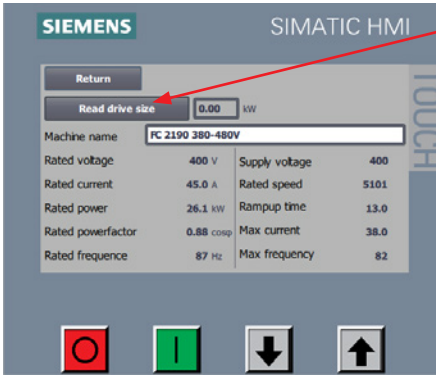 SIEMENS SIMATIC HMI
TOUCH
Return
Read drive size 0.00 kW
Machine name FC 2190 380-480V
Rated voltage 400 V Supply voltage 400
Rated current 45.0 A Rated speed 5101
Rated power 26.1 kW Rampup time 13.0
Rated powerfactor 0.88 cosφ Max current 38.0
Rated frequence 87 Hz Max frequency 82